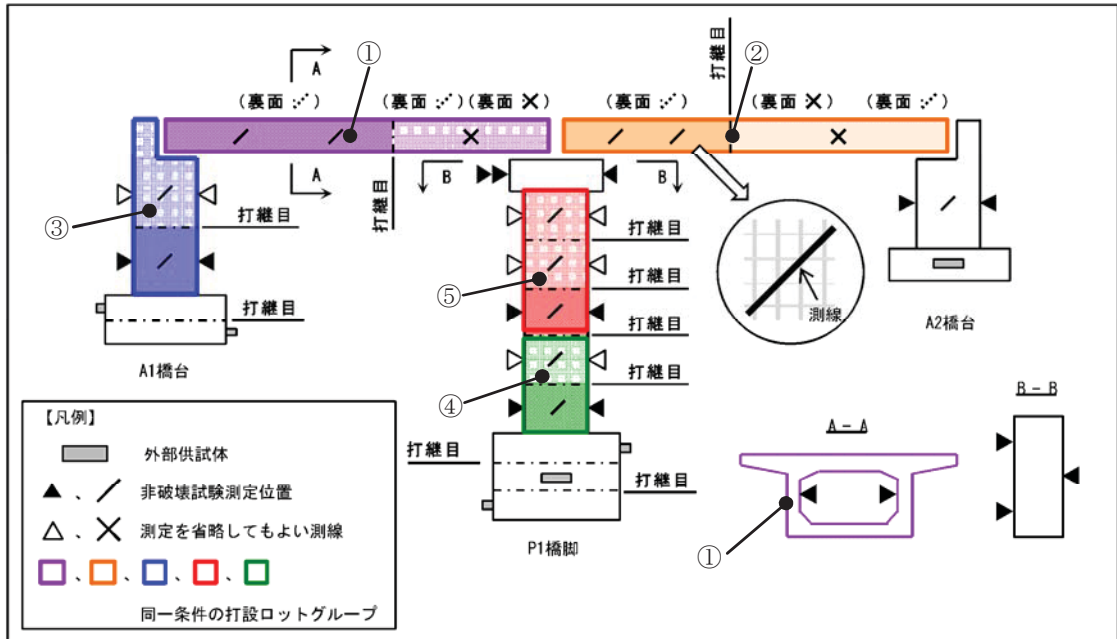 ①
②
打継目
A
(裏面 ⋰) (裏面 ⋰)(裏面 ×) (裏面 ⋰) (裏面 ×) (裏面 ⋰)
A
B
B
打継目
③
打継目
打継目
打継目
⑤
打継目
測線
打継目
打継目
A1橋台
A2橋台
④
打継目
B-B
【凡例】
外部供試体
▲、/ 非破壊試験測定位置
△、× 測定を省略してもよい測線
、 、 、 、
同一条件の打設ロットグループ
打継目
打継目
P1橋脚
A-A
①